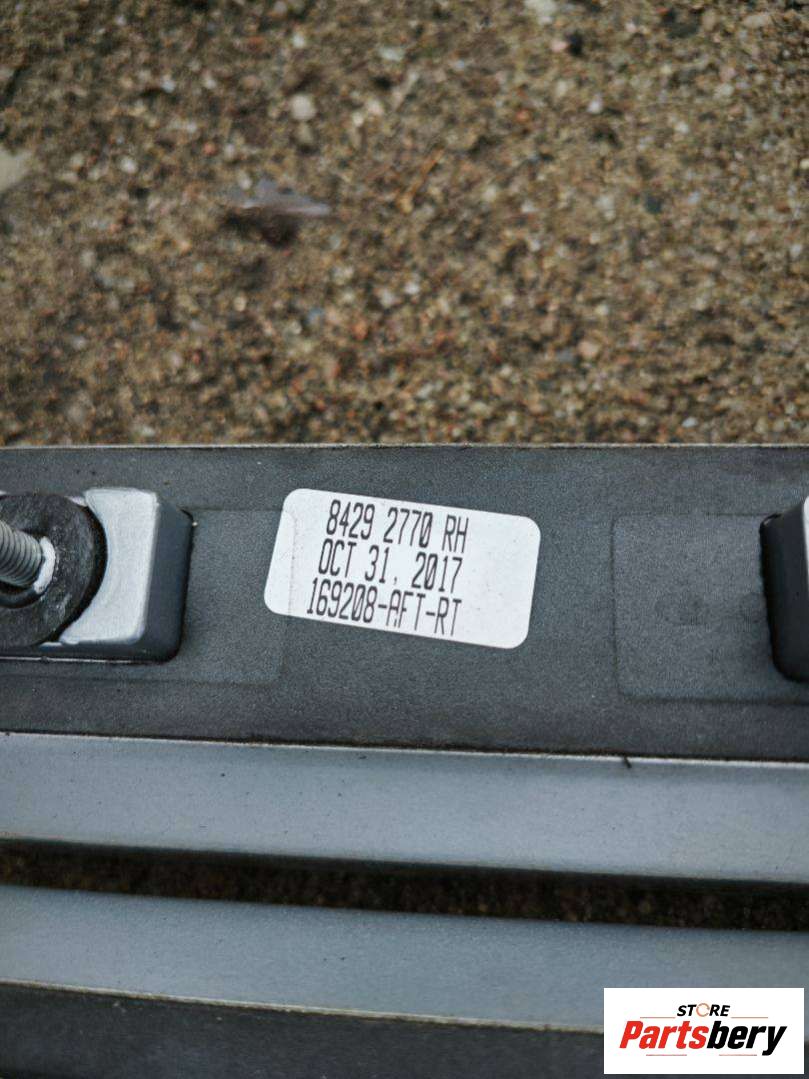 8429 2770 RH
OCT 31, 2017
169208-AFT-RT
STORE
Partsbery